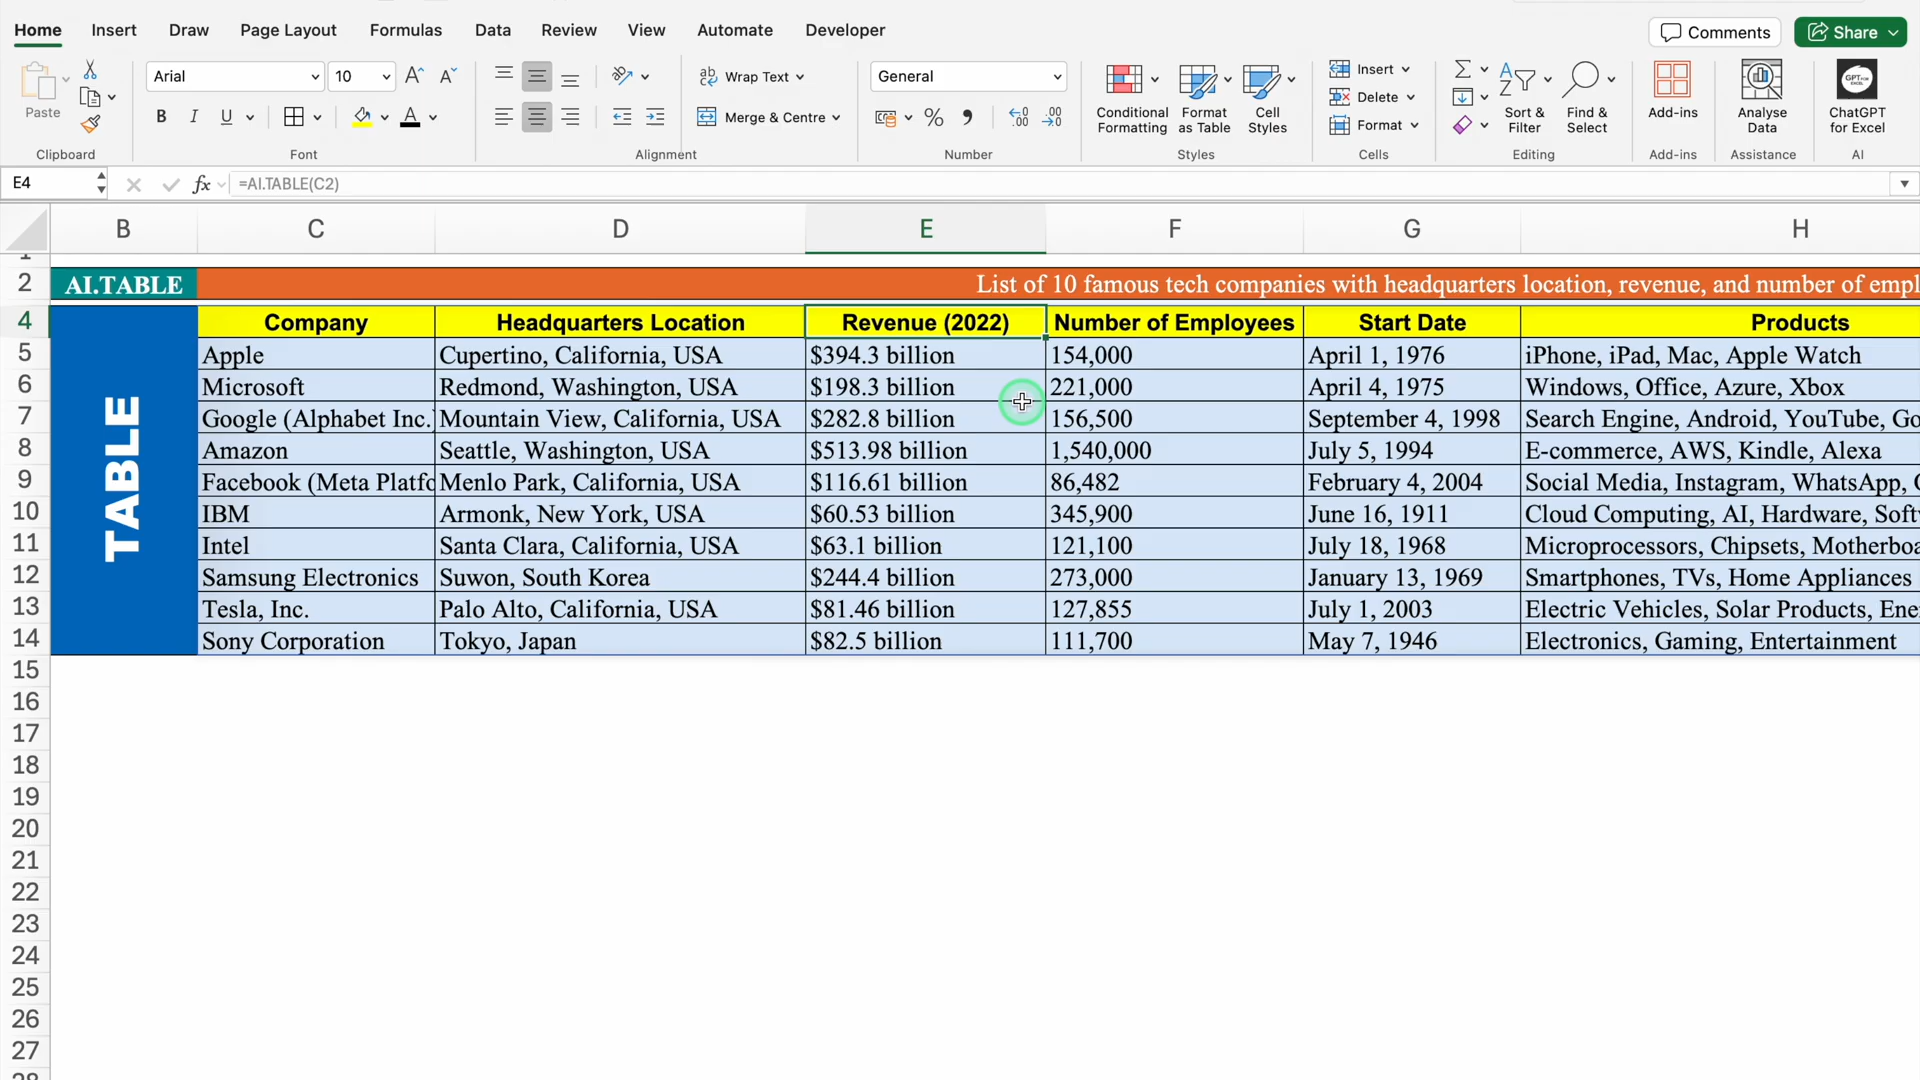 Home Insert Draw Page Layout Formulas Data Review View Automate Developer Comments Share
Arial 10 Wrap Text General Insert
Paste Conditional Formatting Format as Table Cell Styles Delete Sort & Filter Find & Select Add-ins Analyse Data ChatGPT for Excel
B I U Merge & Centre % Format
Clipboard Font Alignment Number Styles Cells Editing Add-ins Assistance AI
E4 fx =AI.TABLE(C2)
B C D E F G H
2 AI.TABLE List of 10 famous tech companies with headquarters location, revenue, and number of empl
4 Company Headquarters Location Revenue (2022) Number of Employees Start Date Products
5 Apple Cupertino, California, USA $394.3 billion 154,000 April 1, 1976 iPhone, iPad, Mac, Apple Watch
6 Microsoft Redmond, Washington, USA $198.3 billion 221,000 April 4, 1975 Windows, Office, Azure, Xbox
7 Google (Alphabet Inc. Mountain View, California, USA $282.8 billion 156,500 September 4, 1998 Search Engine, Android, YouTube, Go
8 Amazon Seattle, Washington, USA $513.98 billion 1,540,000 July 5, 1994 E-commerce, AWS, Kindle, Alexa
9 Facebook (Meta Platfo Menlo Park, California, USA $116.61 billion 86,482 February 4, 2004 Social Media, Instagram, WhatsApp,
10 IBM Armonk, New York, USA $60.53 billion 345,900 June 16, 1911 Cloud Computing, AI, Hardware, Soft
11 Intel Santa Clara, California, USA $63.1 billion 121,100 July 18, 1968 Microprocessors, Chipsets, Motherboa
12 Samsung Electronics Suwon, South Korea $244.4 billion 273,000 January 13, 1969 Smartphones, TVs, Home Appliances
13 Tesla, Inc. Palo Alto, California, USA $81.46 billion 127,855 July 1, 2003 Electric Vehicles, Solar Products, Ene
14 Sony Corporation Tokyo, Japan $82.5 billion 111,700 May 7, 1946 Electronics, Gaming, Entertainment
TABLE
15
16
17
18
19
20
21
22
23
24
25
26
27